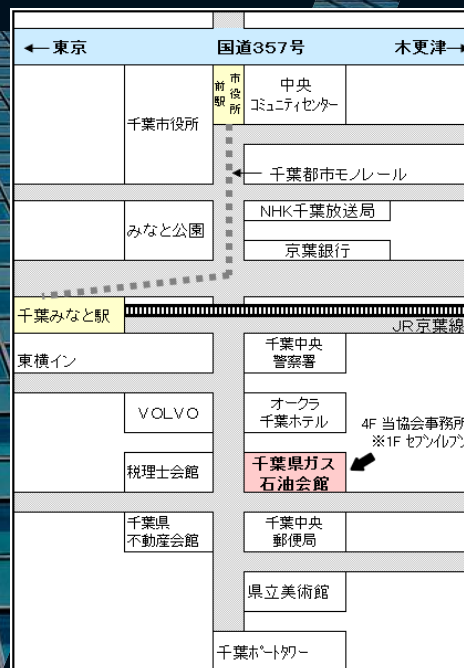 ←東京
国道357号
木更津→
市役所
前駅
中央
コミュニティセンター
千葉市役所
← 千葉都市モノレール
NHK千葉放送局
みなと公園
京葉銀行
千葉みなと駅
JR京葉線
千葉中央
警察署
東横イン
VOLVO
オークラ
千葉ホテル
4F 当協会事務所
※1F セブンイレブン
税理士会館
千葉県ガス
石油会館
千葉県
不動産会館
千葉中央
郵便局
県立美術館
千葉ポートタワー